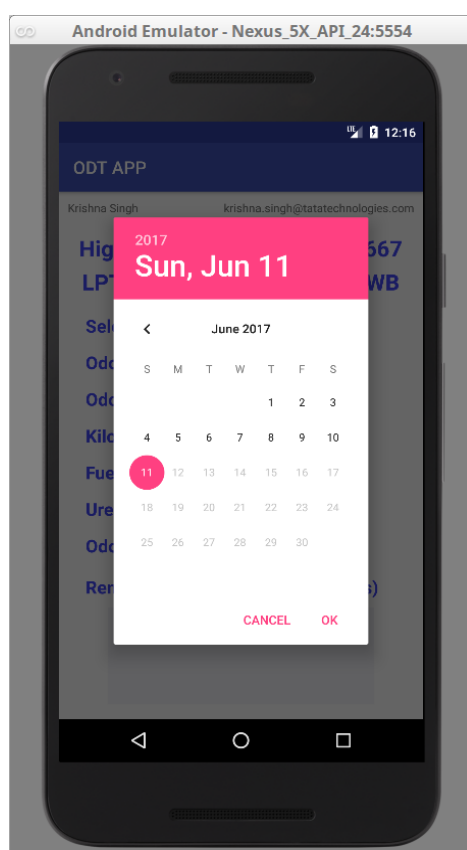 Android Emulator - Nexus_5X_API_24:5554
LTE 12:16
ODT APP
Krishna Singh krishna.singh@tatatechnologies.com
2017
Sun, Jun 11
June 2017
S M T W T F S
1 2 3
4 5 6 7 8 9 10
11 12 13 14 15 16 17
18 19 20 21 22 23 24
25 26 27 28 29 30
CANCEL OK